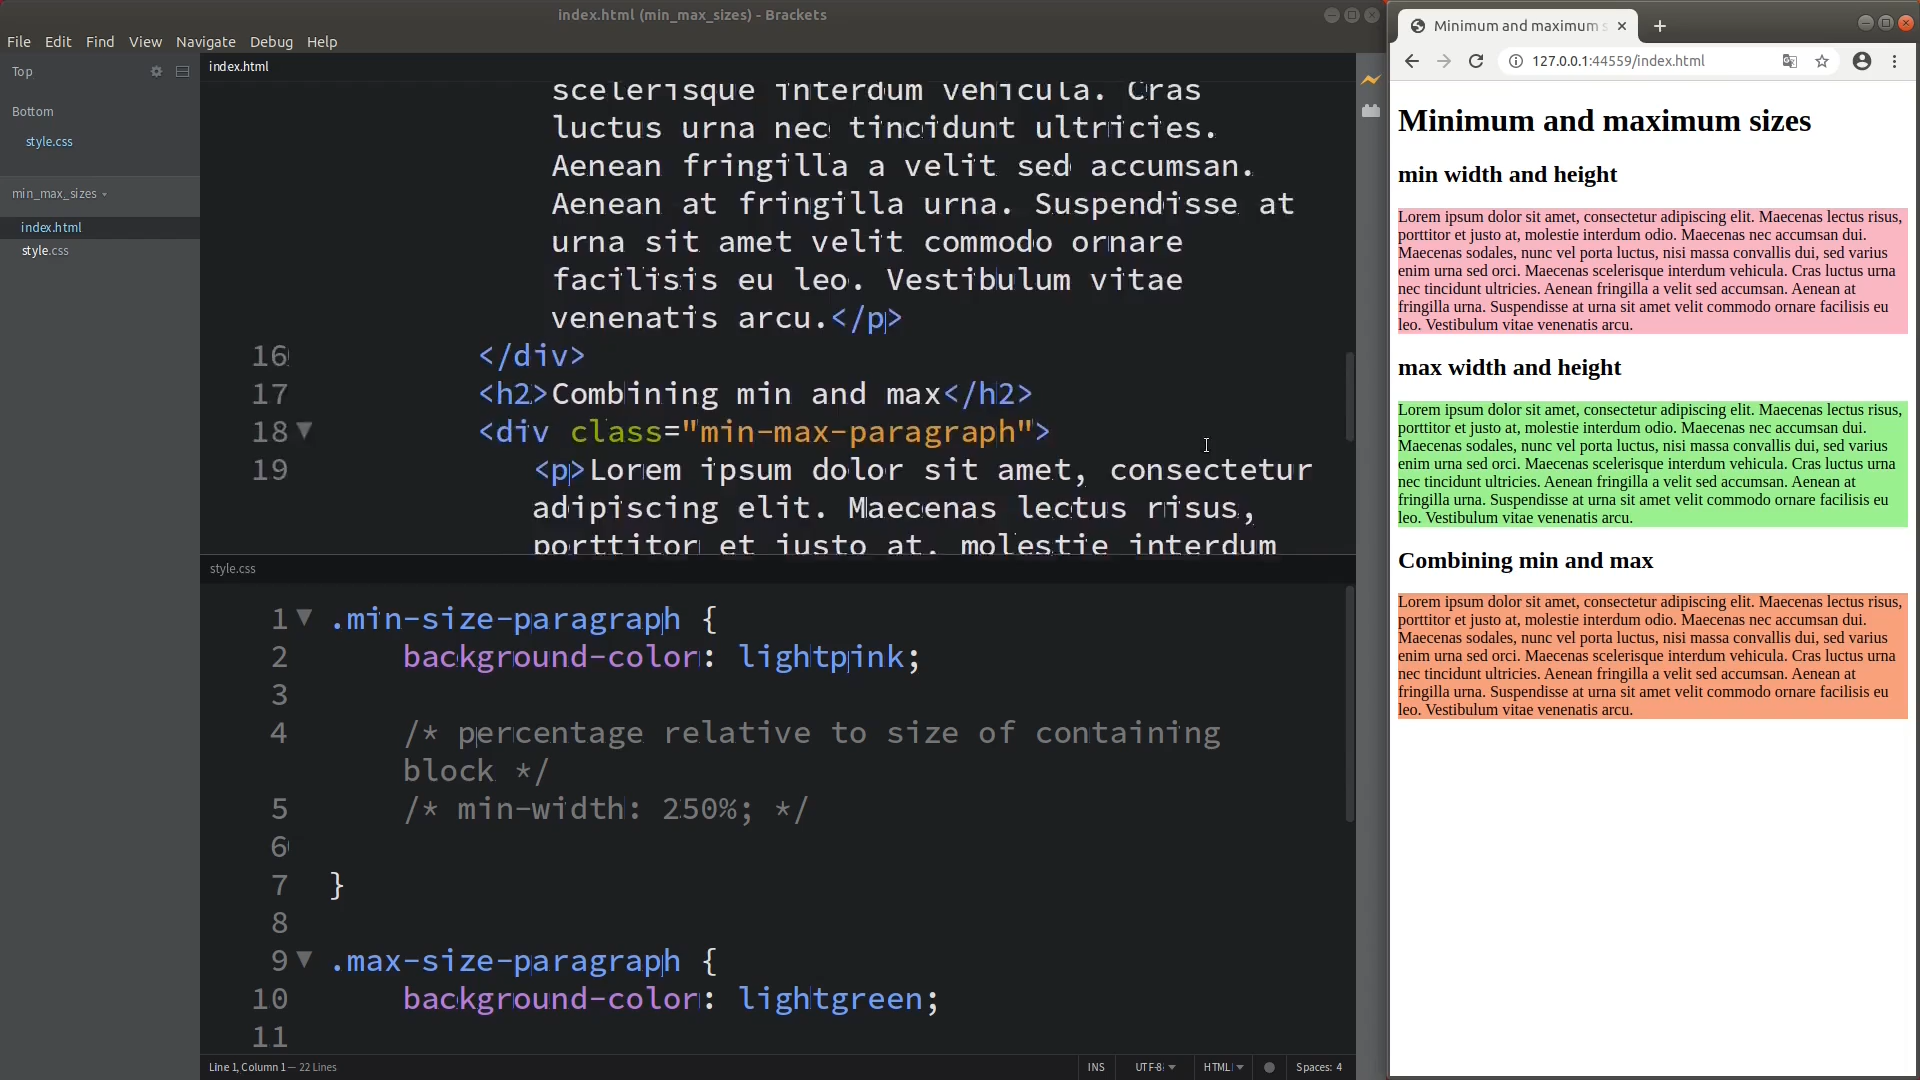 index.html (min_max_sizes) - Brackets
File Edit Find View Navigate Debug Help
Top
Bottom
style.css
min_max_sizes
index.html
style.css
index.html
scelerisque interdum vehicula. Cras
luctus urna nec tincidunt ultricies.
Aenean fringilla a velit sed accumsan.
Aenean at fringilla urna. Suspendisse at
urna sit amet velit commodo ornare
facilisis eu leo. Vestibulum vitae
venenatis arcu.</p>
16 </div>
17 <h2>Combining min and max</h2>
18 <div class="min-max-paragraph">
19 <p>Lorem ipsum dolor sit amet, consectetur
adipiscing elit. Maecenas lectus risus,
porttitor et justo at, molestie interdum
style.css
1 .min-size-paragraph {
2 background-color: lightpink;
3
4 /* percentage relative to size of containing
block */
5 /* min-width: 250%; */
6
7 }
8
9 .max-size-paragraph {
10 background-color: lightgreen;
11
Line 1, Column 1 — 22 Lines
INS UTF-8 HTML Spaces: 4
Minimum and maximum s
127.0.0.1:44559/index.html
Minimum and maximum sizes
min width and height
Lorem ipsum dolor sit amet, consectetur adipiscing elit. Maecenas lectus risus,
porttitor et justo at, molestie interdum odio. Maecenas nec accumsan dui.
Maecenas sodales, nunc vel porta luctus, nisi massa convallis dui, sed varius
enim urna sed orci. Maecenas scelerisque interdum vehicula. Cras luctus urna
nec tincidunt ultricies. Aenean fringilla a velit sed accumsan. Aenean at
fringilla urna. Suspendisse at urna sit amet velit commodo ornare facilisis eu
leo. Vestibulum vitae venenatis arcu.
max width and height
Lorem ipsum dolor sit amet, consectetur adipiscing elit. Maecenas lectus risus,
porttitor et justo at, molestie interdum odio. Maecenas nec accumsan dui.
Maecenas sodales, nunc vel porta luctus, nisi massa convallis dui, sed varius
enim urna sed orci. Maecenas scelerisque interdum vehicula. Cras luctus urna
nec tincidunt ultricies. Aenean fringilla a velit sed accumsan. Aenean at
fringilla urna. Suspendisse at urna sit amet velit commodo ornare facilisis eu
leo. Vestibulum vitae venenatis arcu.
Combining min and max
Lorem ipsum dolor sit amet, consectetur adipiscing elit. Maecenas lectus risus,
porttitor et justo at, molestie interdum odio. Maecenas nec accumsan dui.
Maecenas sodales, nunc vel porta luctus, nisi massa convallis dui, sed varius
enim urna sed orci. Maecenas scelerisque interdum vehicula. Cras luctus urna
nec tincidunt ultricies. Aenean fringilla a velit sed accumsan. Aenean at
fringilla urna. Suspendisse at urna sit amet velit commodo ornare facilisis eu
leo. Vestibulum vitae venenatis arcu.